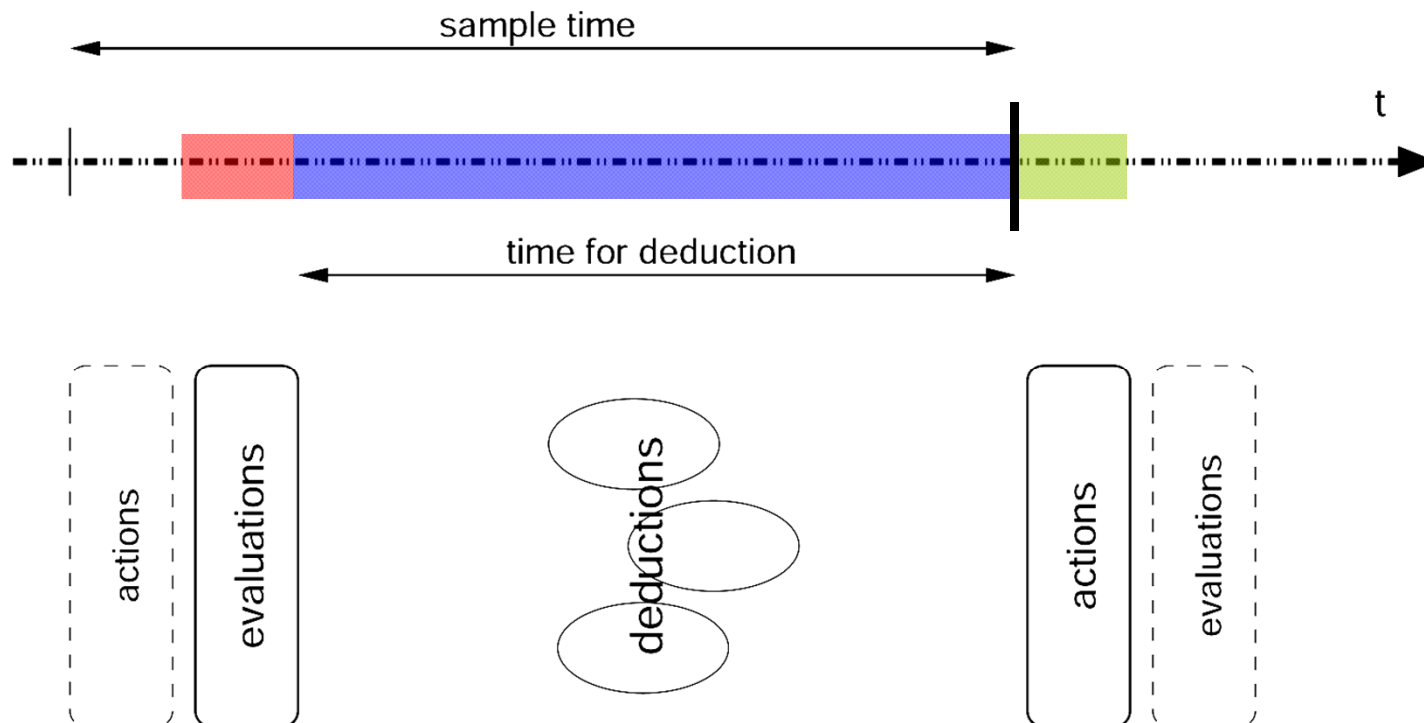 sample time
t
time for deduction
actions
evaluations
deductions
actions
evaluations